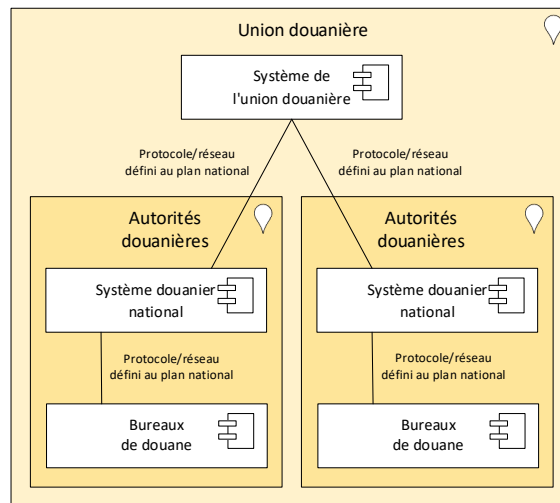 Union douanière
Système de
l'union douanière
Protocole/réseau
défini au plan national
Protocole/réseau
défini au plan national
Autorités
douanières
Système douanier
national
Protocole/réseau
défini au plan national
Bureaux
de douane
Autorités
douanières
Système douanier
national
Protocole/réseau
défini au plan national
Bureaux
de douane